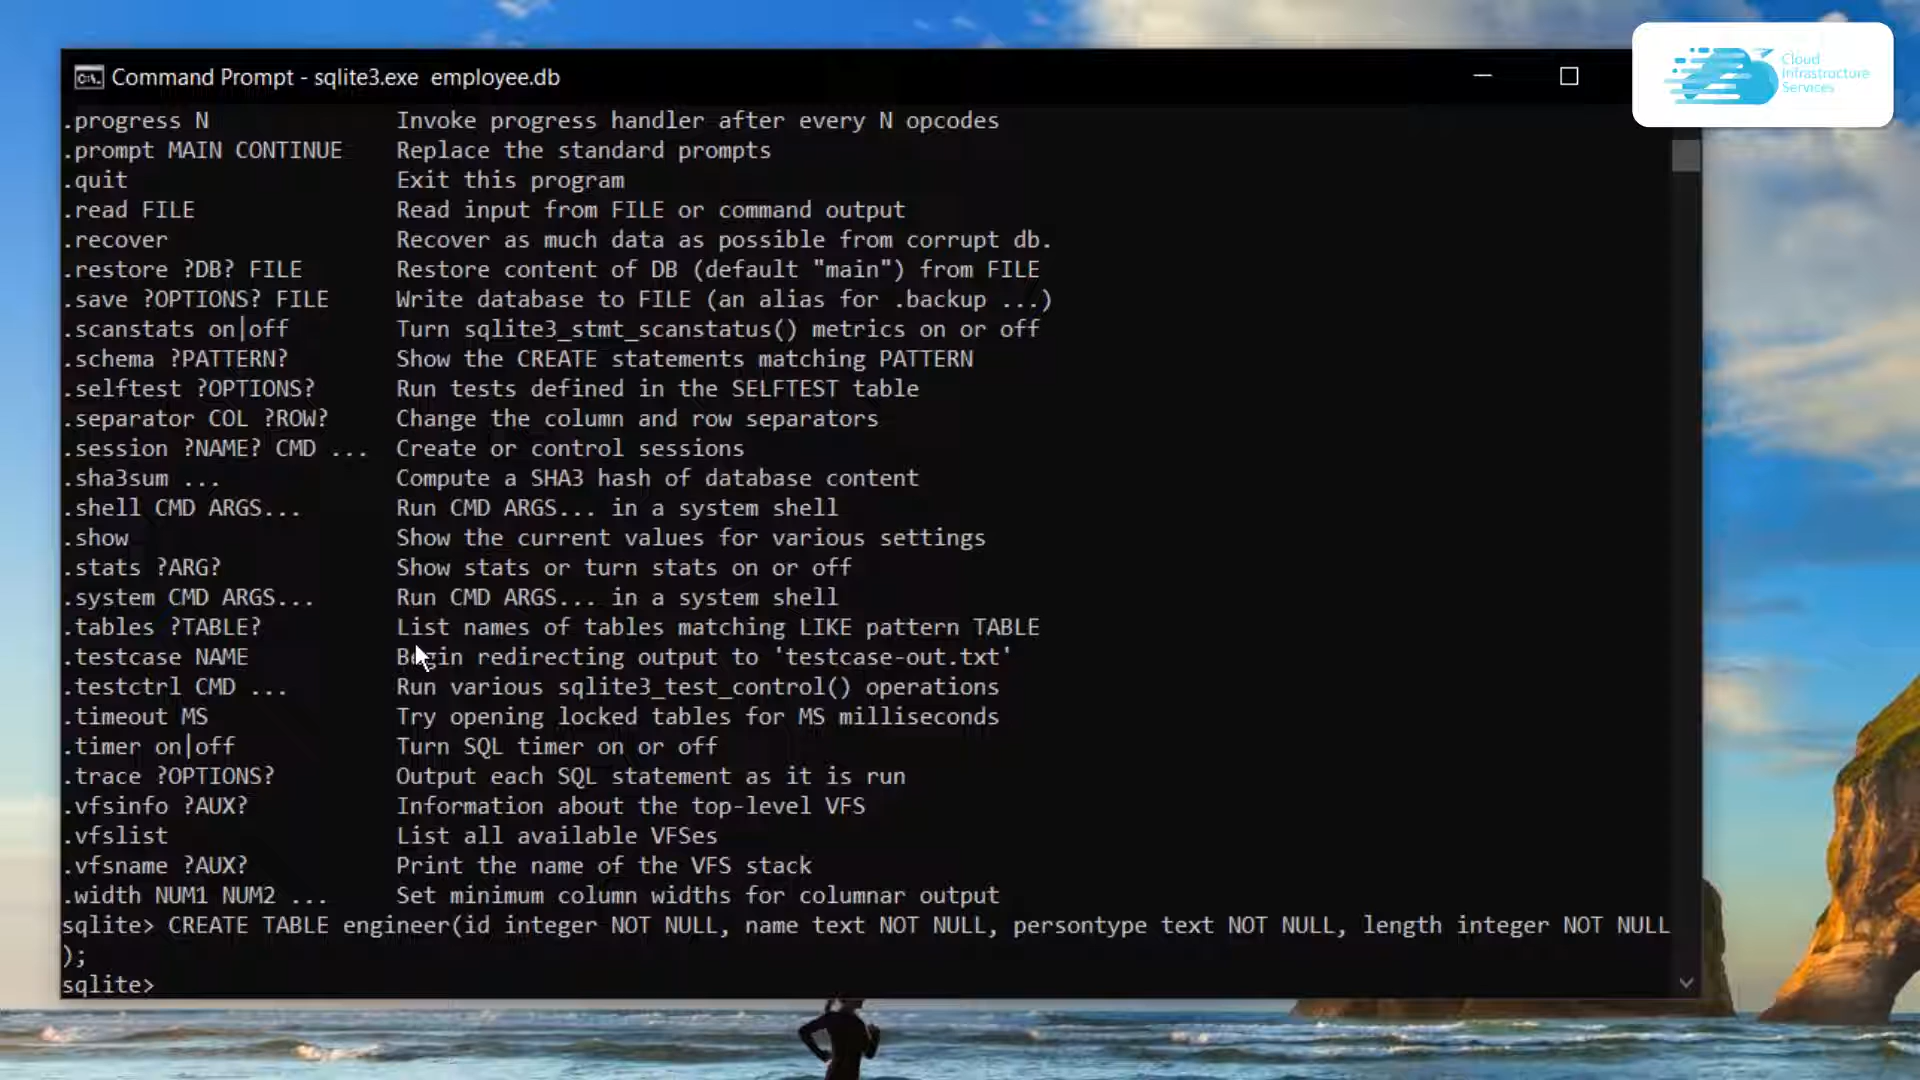 Command Prompt - sqlite3.exe employee.db
Cloud
Infrastructure
Services
.progress N Invoke progress handler after every N opcodes
.prompt MAIN CONTINUE Replace the standard prompts
.quit Exit this program
.read FILE Read input from FILE or command output
.recover Recover as much data as possible from corrupt db.
.restore ?DB? FILE Restore content of DB (default "main") from FILE
.save ?OPTIONS? FILE Write database to FILE (an alias for .backup ...)
.scanstats on|off Turn sqlite3_stmt_scanstatus() metrics on or off
.schema ?PATTERN? Show the CREATE statements matching PATTERN
.selftest ?OPTIONS? Run tests defined in the SELFTEST table
.separator COL ?ROW? Change the column and row separators
.session ?NAME? CMD ... Create or control sessions
.sha3sum ... Compute a SHA3 hash of database content
.shell CMD ARGS... Run CMD ARGS... in a system shell
.show Show the current values for various settings
.stats ?ARG? Show stats or turn stats on or off
.system CMD ARGS... Run CMD ARGS... in a system shell
.tables ?TABLE? List names of tables matching LIKE pattern TABLE
.testcase NAME Begin redirecting output to 'testcase-out.txt'
.testctrl CMD ... Run various sqlite3_test_control() operations
.timeout MS Try opening locked tables for MS milliseconds
.timer on|off Turn SQL timer on or off
.trace ?OPTIONS? Output each SQL statement as it is run
.vfsinfo ?AUX? Information about the top-level VFS
.vfslist List all available VFSes
.vfsname ?AUX? Print the name of the VFS stack
.width NUM1 NUM2 ... Set minimum column widths for columnar output
sqlite> CREATE TABLE engineer(id integer NOT NULL, name text NOT NULL, persontype text NOT NULL, length integer NOT NULL
);
sqlite>